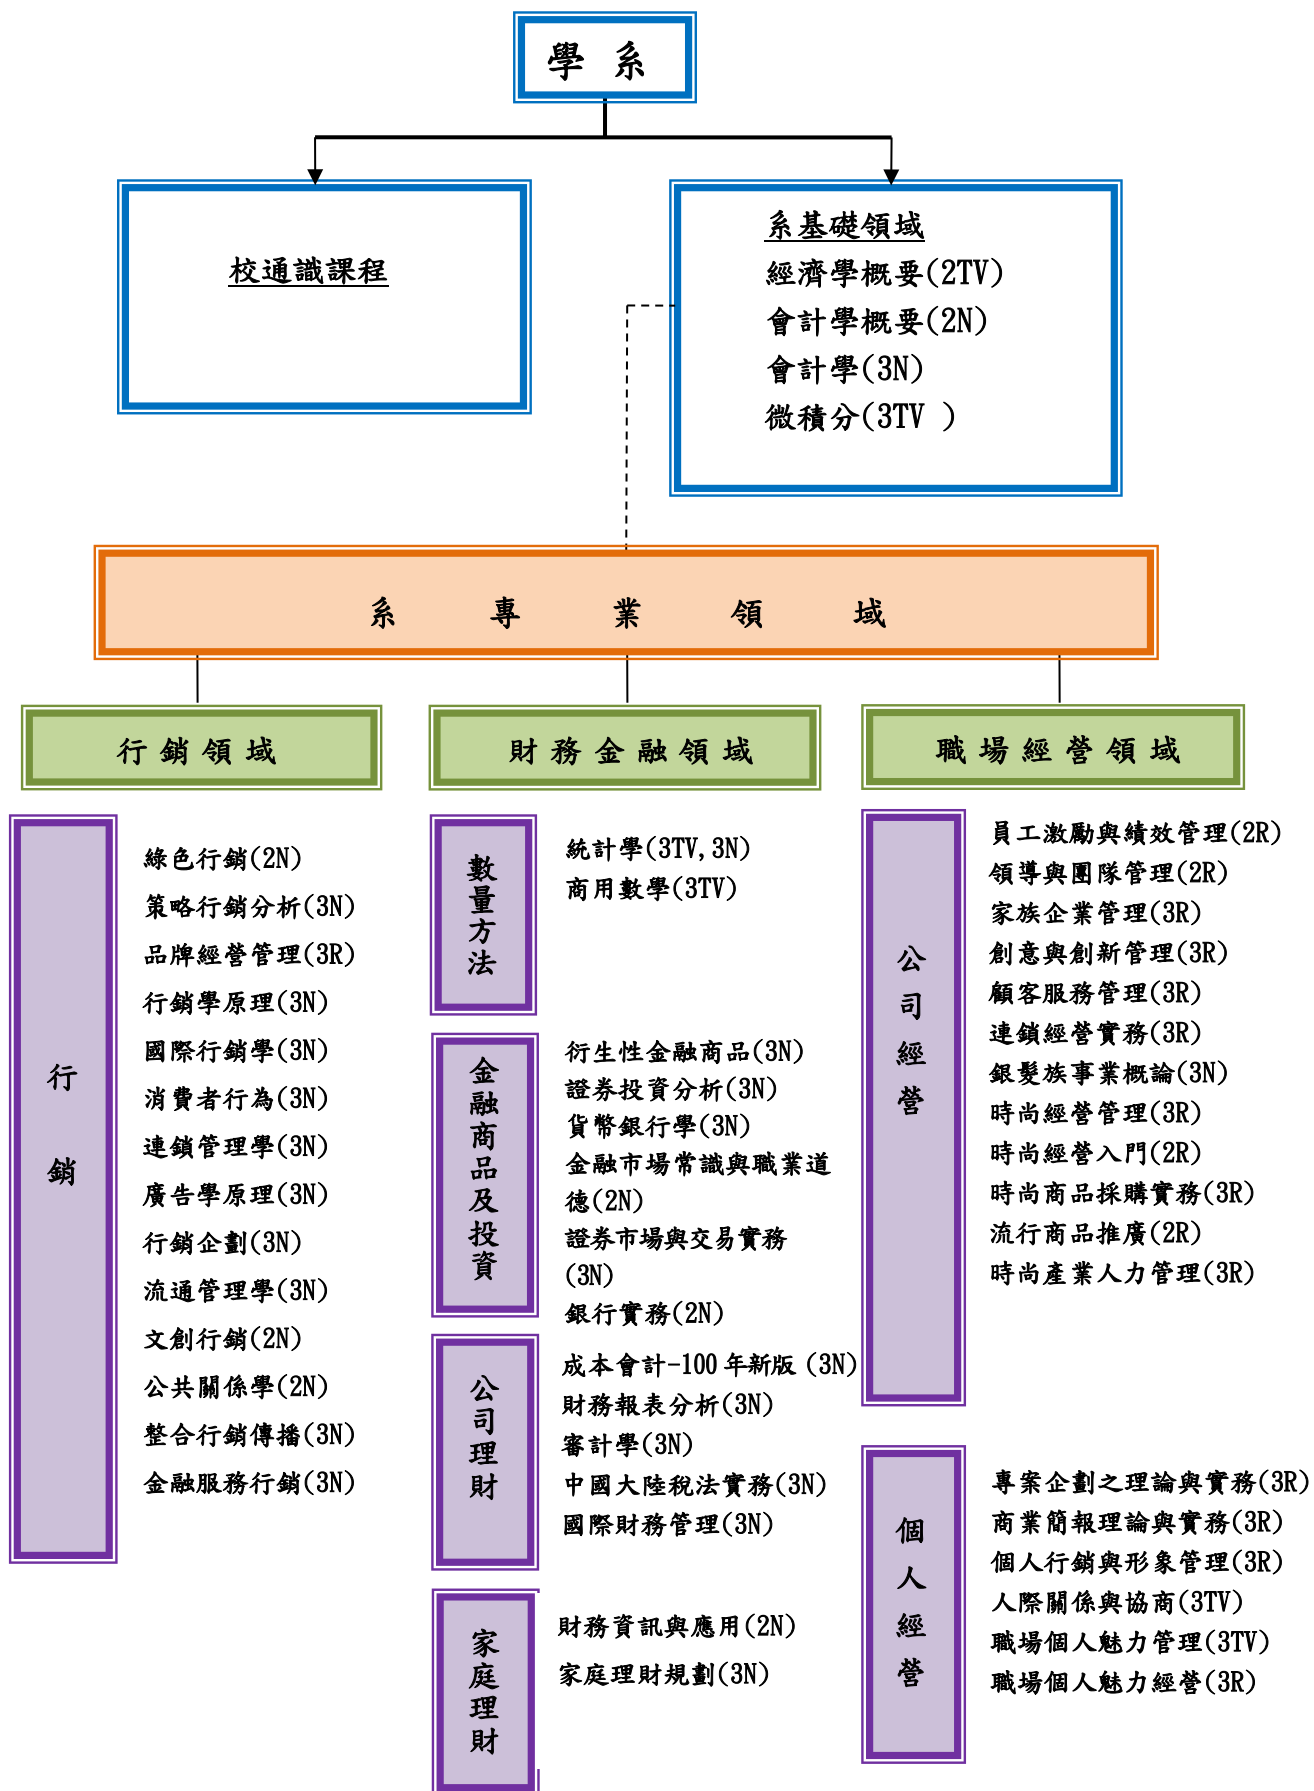 學 系
校通識課程
系基礎領域
經濟學概要(2TV)
會計學概要(2N)
會計學(3N)
微積分(3TV )
系 專 業 領 域
行銷領域
行銷
綠色行銷(2N)
策略行銷分析(3N)
品牌經營管理(3R)
行銷學原理(3N)
國際行銷學(3N)
消費者行為(3N)
連鎖管理學(3N)
廣告學原理(3N)
行銷企劃(3N)
流通管理學(3N)
文創行銷(2N)
公共關係學(2N)
整合行銷傳播(3N)
金融服務行銷(3N)
財務金融領域
數量方法
統計學(3TV,3N)
商用數學(3TV)
金融商品及投資
衍生性金融商品(3N)
證券投資分析(3N)
貨幣銀行學(3N)
金融市場常識與職業道
德(2N)
證券市場與交易實務
(3N)
銀行實務(2N)
公司理財
成本會計-100年新版 (3N)
財務報表分析(3N)
審計學(3N)
中國大陸稅法實務(3N)
國際財務管理(3N)
家庭理財
財務資訊與應用(2N)
家庭理財規劃(3N)
職場經營領域
公司經營
員工激勵與績效管理(2R)
領導與團隊管理(2R)
家族企業管理(3R)
創意與創新管理(3R)
顧客服務管理(3R)
連鎖經營實務(3R)
銀髮族事業概論(3N)
時尚經營管理(3R)
時尚經營入門(2R)
時尚商品採購實務(3R)
流行商品推廣(2R)
時尚產業人力管理(3R)
個人經營
專案企劃之理論與實務(3R)
商業簡報理論與實務(3R)
個人行銷與形象管理(3R)
人際關係與協商(3TV)
職場個人魅力管理(3TV)
職場個人魅力經營(3R)